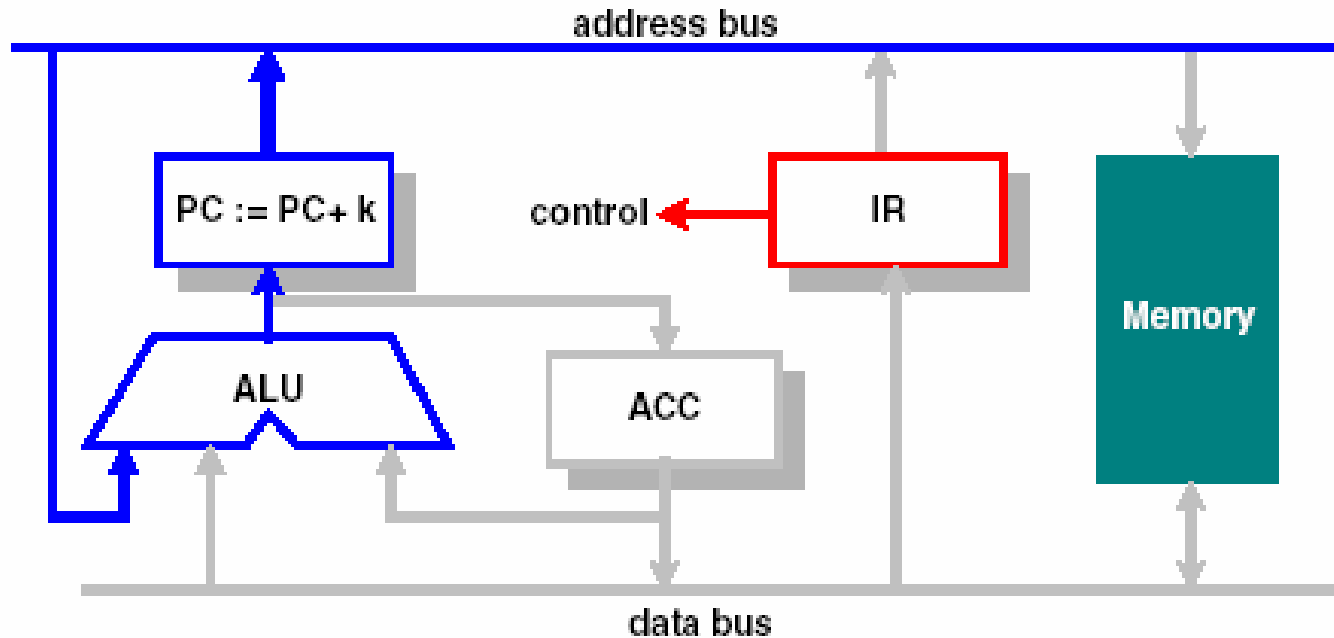 address bus
PC := PC+ k
control
IR
Memory
ALU
ACC
data bus